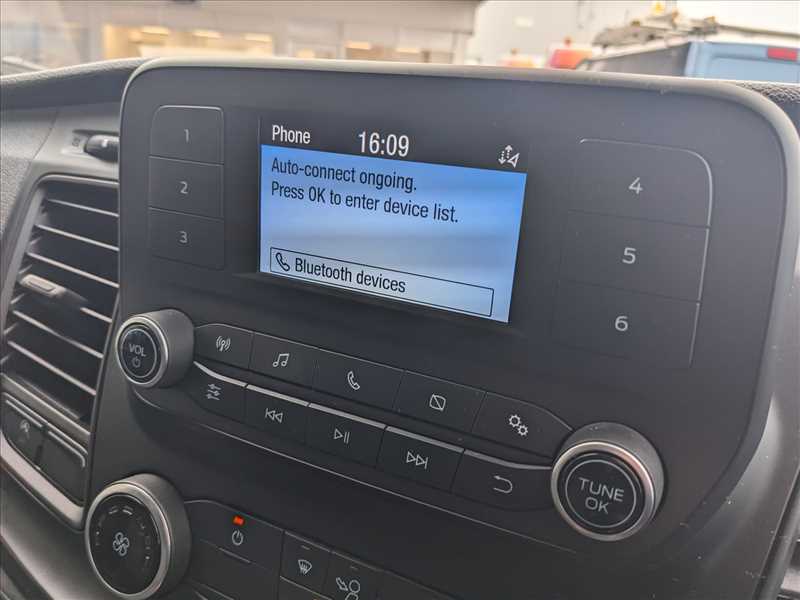 Phone 16:09
Auto-connect ongoing.
Press OK to enter device list.
Bluetooth devices
1
2
3
4
5
6
VOL
TUNE
OK